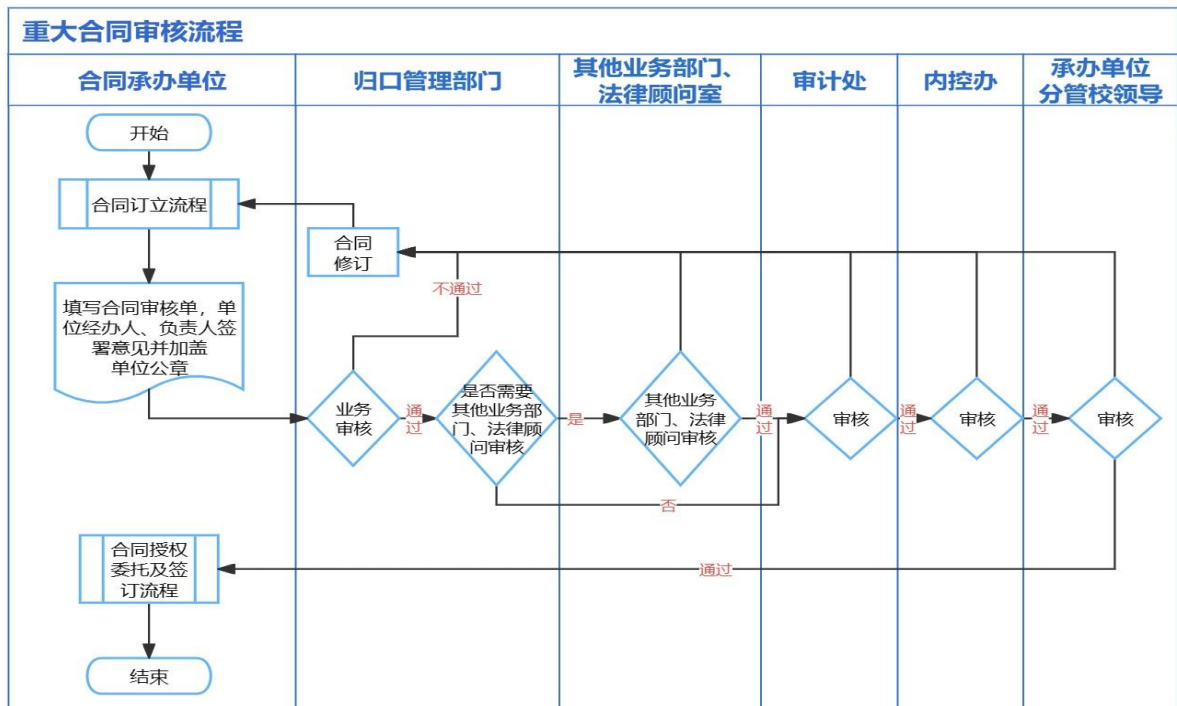 重大合同审核流程
合同承办单位
归口管理部门
其他业务部门、
法律顾问室
审计处
内控办
承办单位
分管校领导
开始
合同订立流程
合同
修订
不通过
填写合同审核单，单
位经办人、负责人签
署意见并加盖
单位公章
业务
审核
通
过
是否需要
其他业务部
门、法律顾
问审核
是
其他业务
部门、法律
顾问审核
通
过
审核
通
过
审核
通
过
审核
否
合同授权
委托及签
订流程
通过
结束